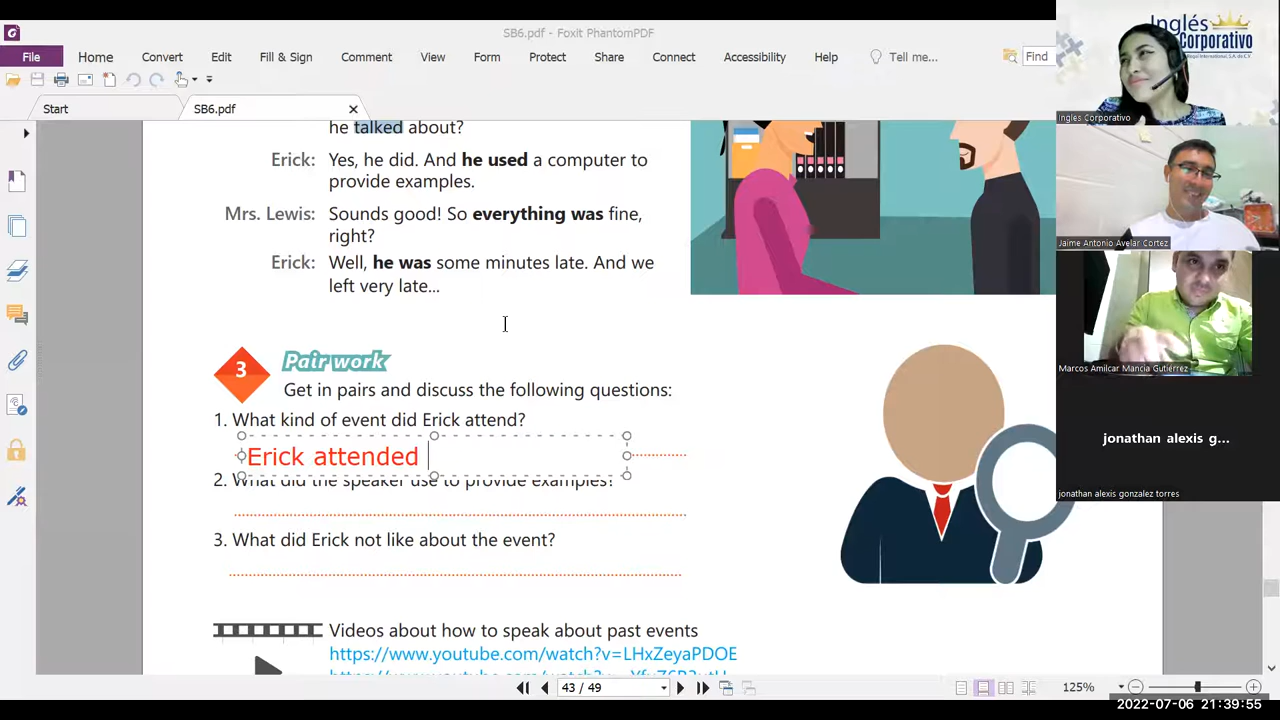 SB6.pdf - Foxit PhantomPDF
File Home Convert Edit Fill & Sign Comment View Form Protect Share Connect Accessibility Help Tell me... Find
Start SB6.pdf
he talked about?
Erick: Yes, he did. And he used a computer to
provide examples.
Mrs. Lewis: Sounds good! So everything was fine,
right?
Erick: Well, he was some minutes late. And we
left very late...
3 Pair work
Get in pairs and discuss the following questions:
1. What kind of event did Erick attend?
Erick attended
2. What did the speaker use to provide examples?
3. What did Erick not like about the event?
Videos about how to speak about past events
https://www.youtube.com/watch?v=LHxZeyaPDOE
43 / 49
125%
Inglés
Corporativo
Ingles Corporativo
Jaime Antonio Avelar Cortez
Marcos Amilcar Mancia Gutierrez
jonathan alexis g...
jonathan alexis gonzalez torres
2022-07-06 21:39:55